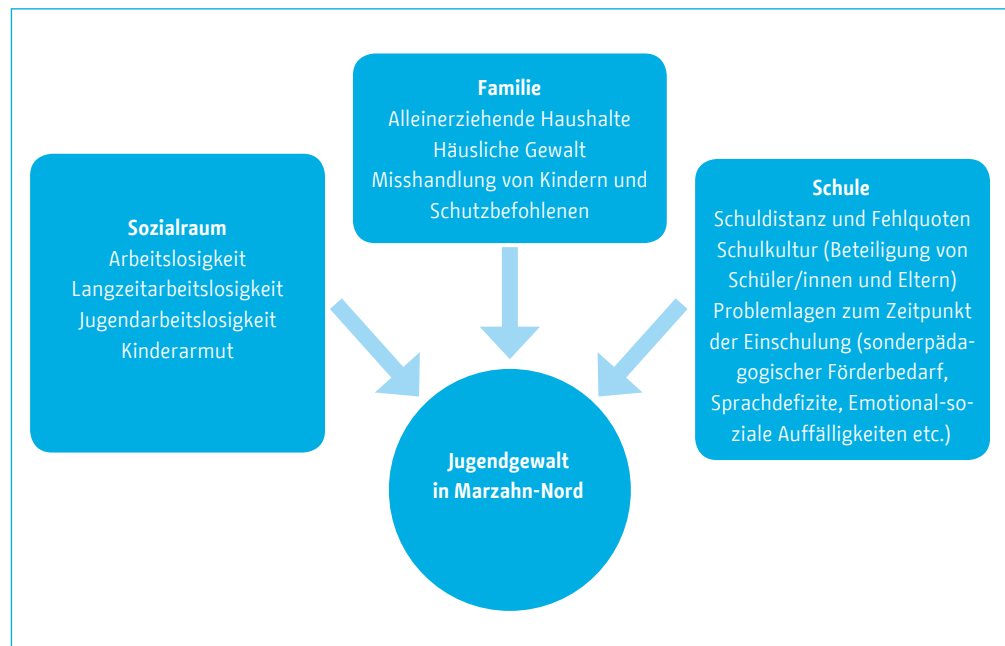 Sozialraum
Arbeitslosigkeit
Langzeitarbeitslosigkeit
Jugendarbeitslosigkeit
Kinderarmut
Familie
Alleinerziehende Haushalte
Häusliche Gewalt
Misshandlung von Kindern und
Schutzbefohlenen
Schule
Schuldistanz und Fehlquoten
Schulkultur (Beteiligung von
Schüler/innen und Eltern)
Problemlagen zum Zeitpunkt
der Einschulung (sonderpäda-
gogischer Förderbedarf,
Sprachdefizite, Emotional-so-
ziale Auffälligkeiten etc.)
Jugendgewalt
in Marzahn-Nord